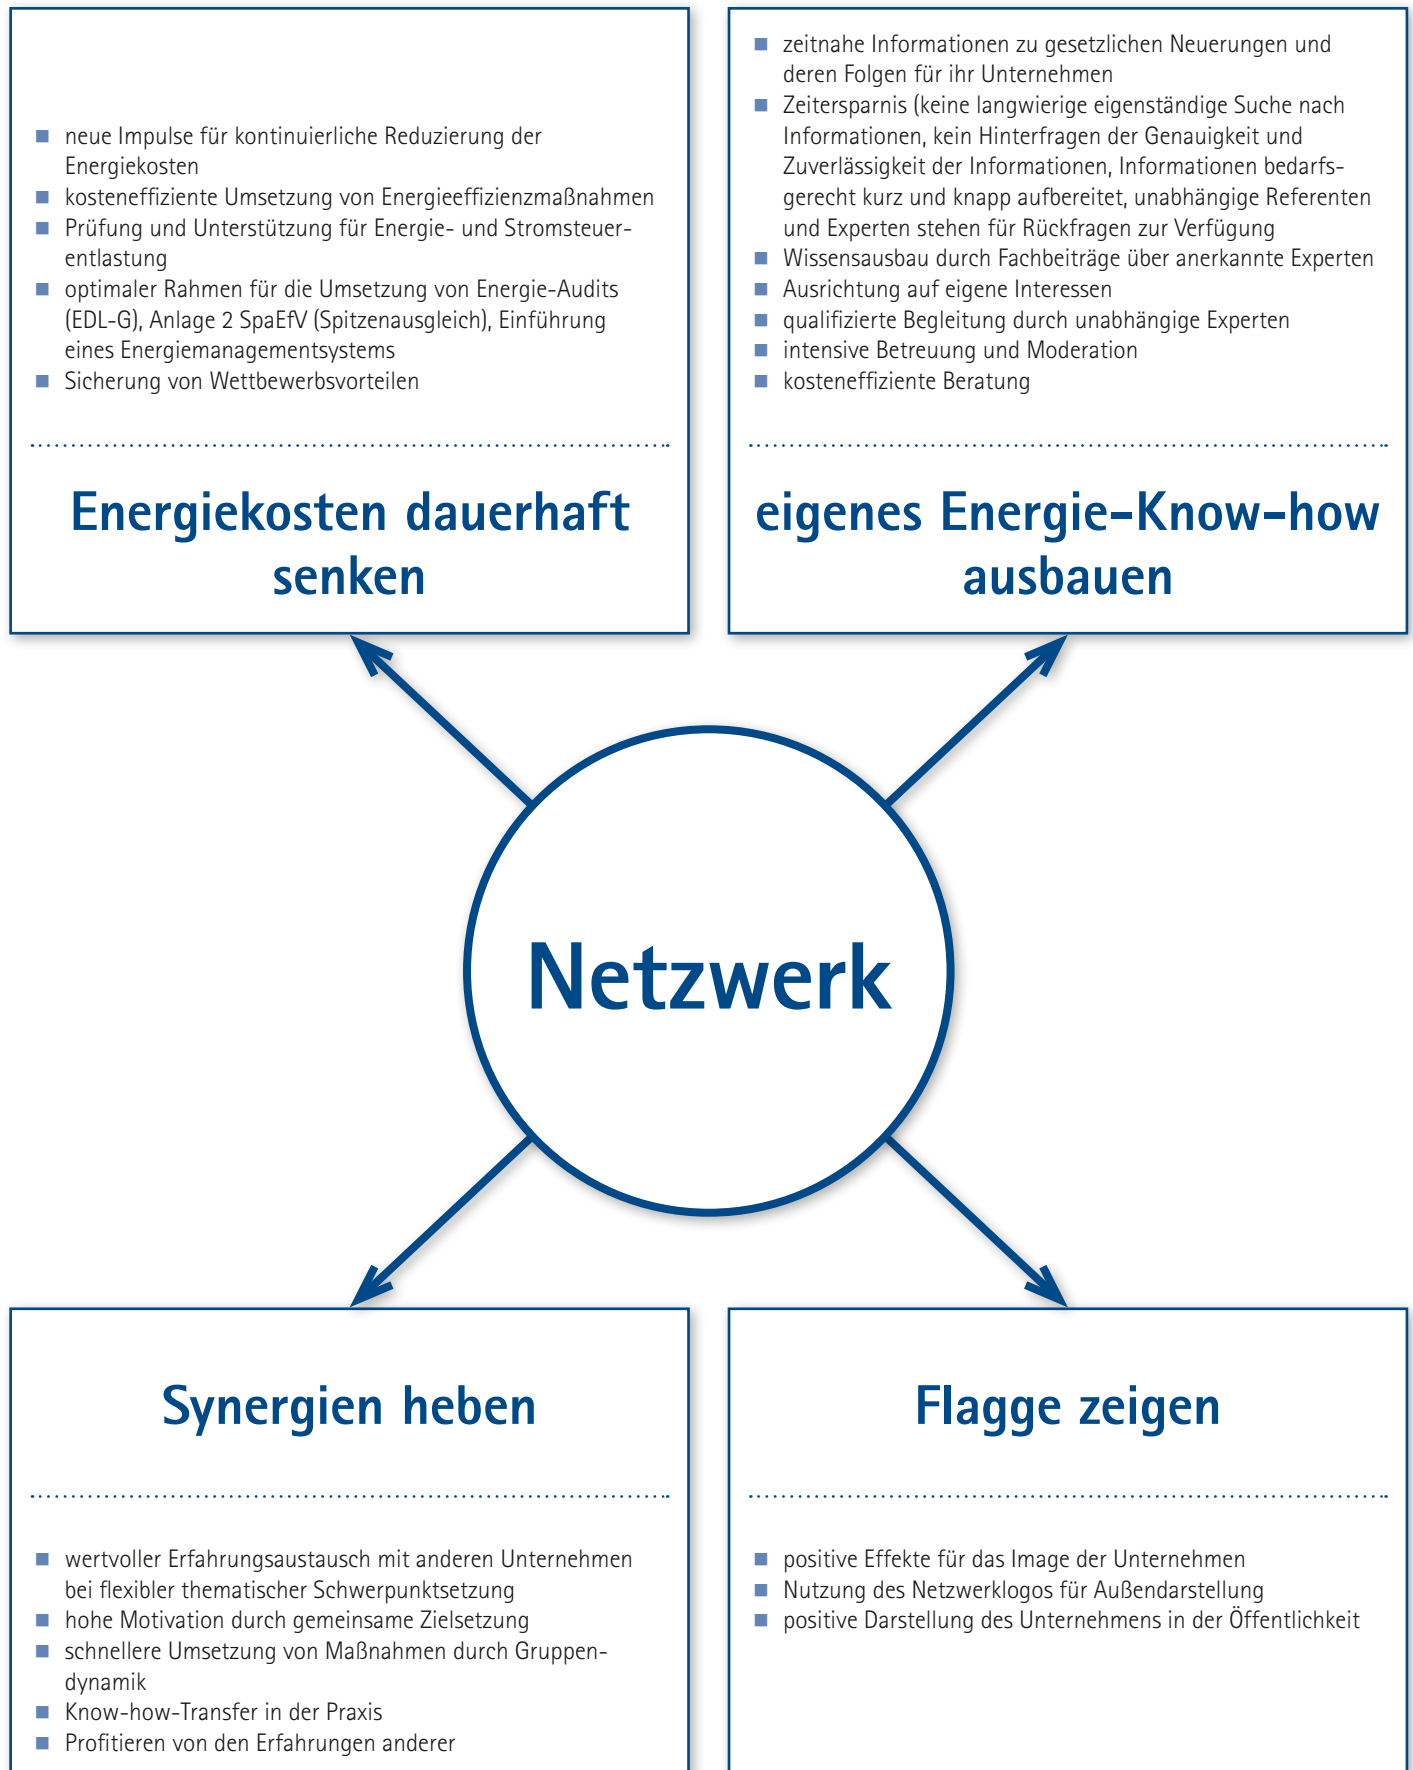 neue Impulse für kontinuierliche Reduzierung der
Energiekosten
kosteneffiziente Umsetzung von Energieeffizienzmaßnahmen
Prüfung und Unterstützung für Energie- und Stromsteuer-
entlastung
optimaler Rahmen für die Umsetzung von Energie-Audits
(EDL-G), Anlage 2 SpaEfV (Spitzenausgleich), Einführung
eines Energiemanagementsystems
Sicherung von Wettbewerbsvorteilen
Energiekosten dauerhaft
senken
zeitnahe Informationen zu gesetzlichen Neuerungen und
deren Folgen für ihr Unternehmen
Zeitersparnis (keine langwierige eigenständige Suche nach
Informationen, kein Hinterfragen der Genauigkeit und
Zuverlässigkeit der Informationen, Informationen bedarfs-
gerecht kurz und knapp aufbereitet, unabhängige Referenten
und Experten stehen für Rückfragen zur Verfügung
Wissensausbau durch Fachbeiträge über anerkannte Experten
Ausrichtung auf eigene Interessen
qualifizierte Begleitung durch unabhängige Experten
intensive Betreuung und Moderation
kosteneffiziente Beratung
eigenes Energie-Know-how
ausbauen
Netzwerk
Synergien heben
wertvoller Erfahrungsaustausch mit anderen Unternehmen
bei flexibler thematischer Schwerpunktsetzung
hohe Motivation durch gemeinsame Zielsetzung
schnellere Umsetzung von Maßnahmen durch Gruppen-
dynamik
Know-how-Transfer in der Praxis
Profitieren von den Erfahrungen anderer
Flagge zeigen
positive Effekte für das Image der Unternehmen
Nutzung des Netzwerklogos für Außendarstellung
positive Darstellung des Unternehmens in der Öffentlichkeit